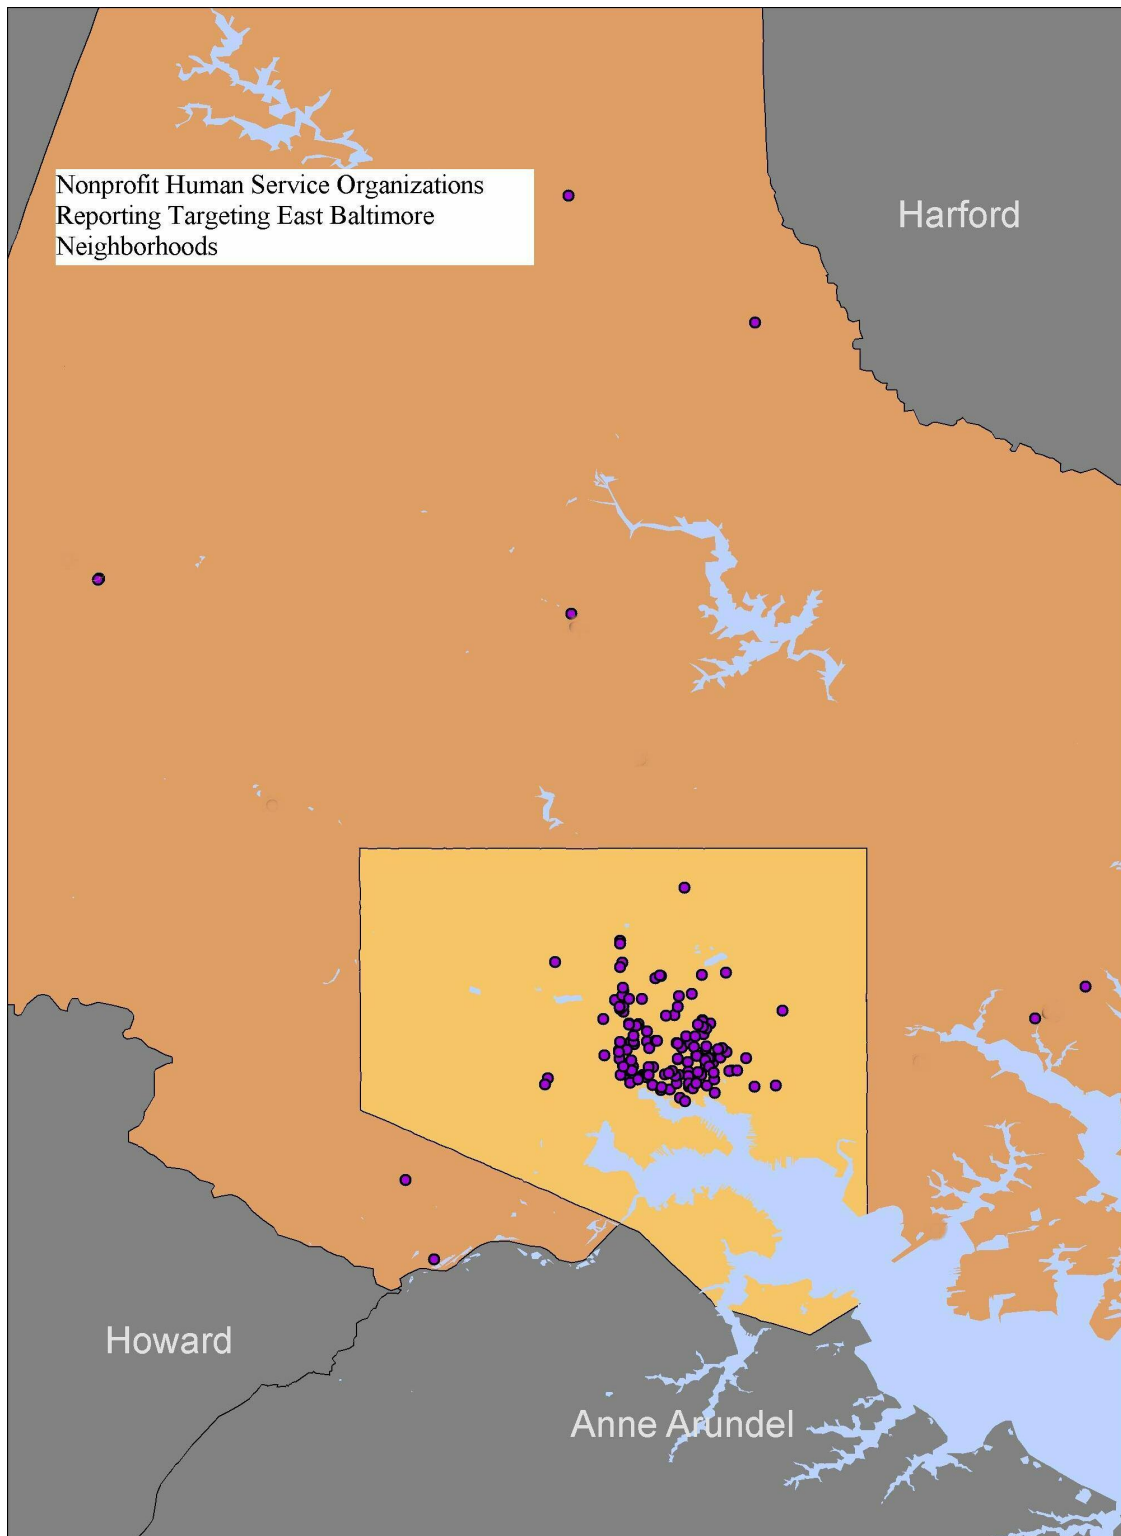 Nonprofit Human Service Organizations
Reporting Targeting East Baltimore
Neighborhoods
Harford
Howard
Anne Arundel